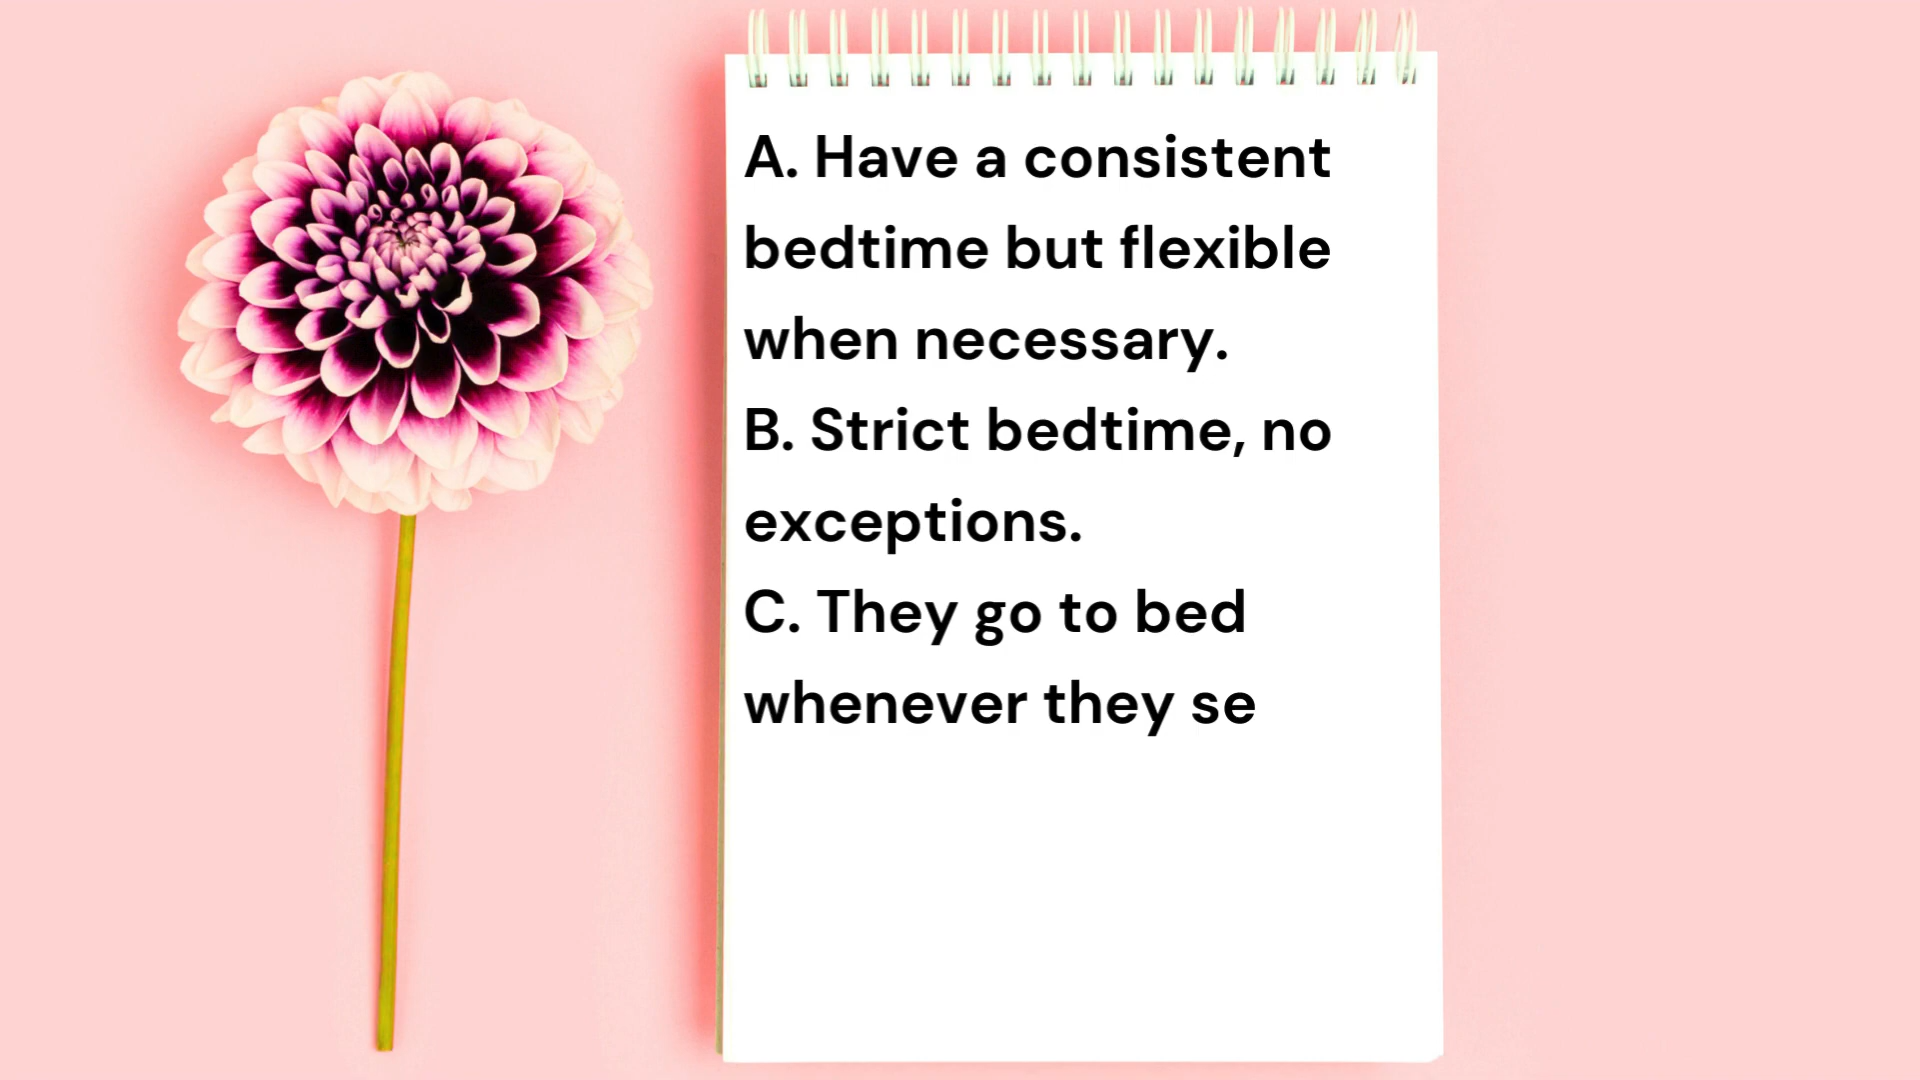 A. Have a consistent
bedtime but flexible
when necessary.
B. Strict bedtime, no
exceptions.
C. They go to bed
whenever they se